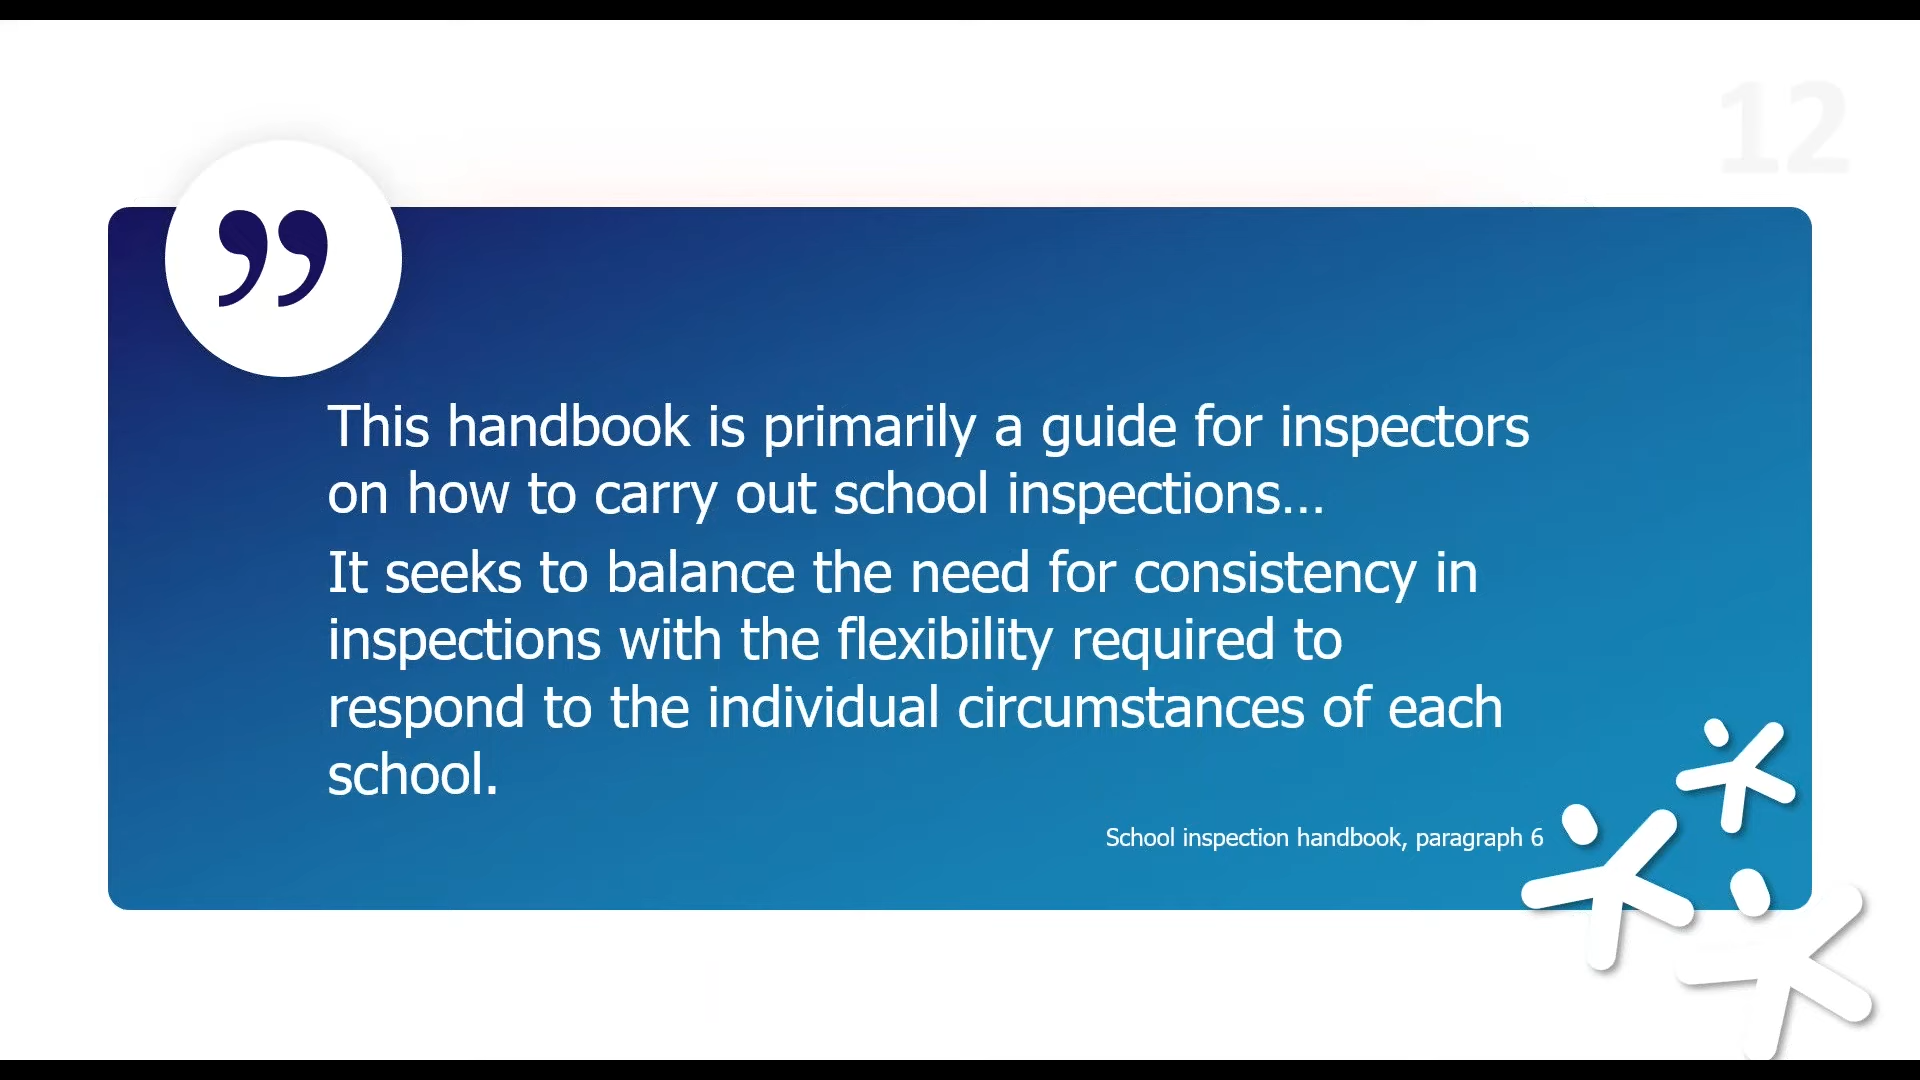 12
”
This handbook is primarily a guide for inspectors
on how to carry out school inspections...
It seeks to balance the need for consistency in
inspections with the flexibility required to
respond to the individual circumstances of each
school.
School inspection handbook, paragraph 6